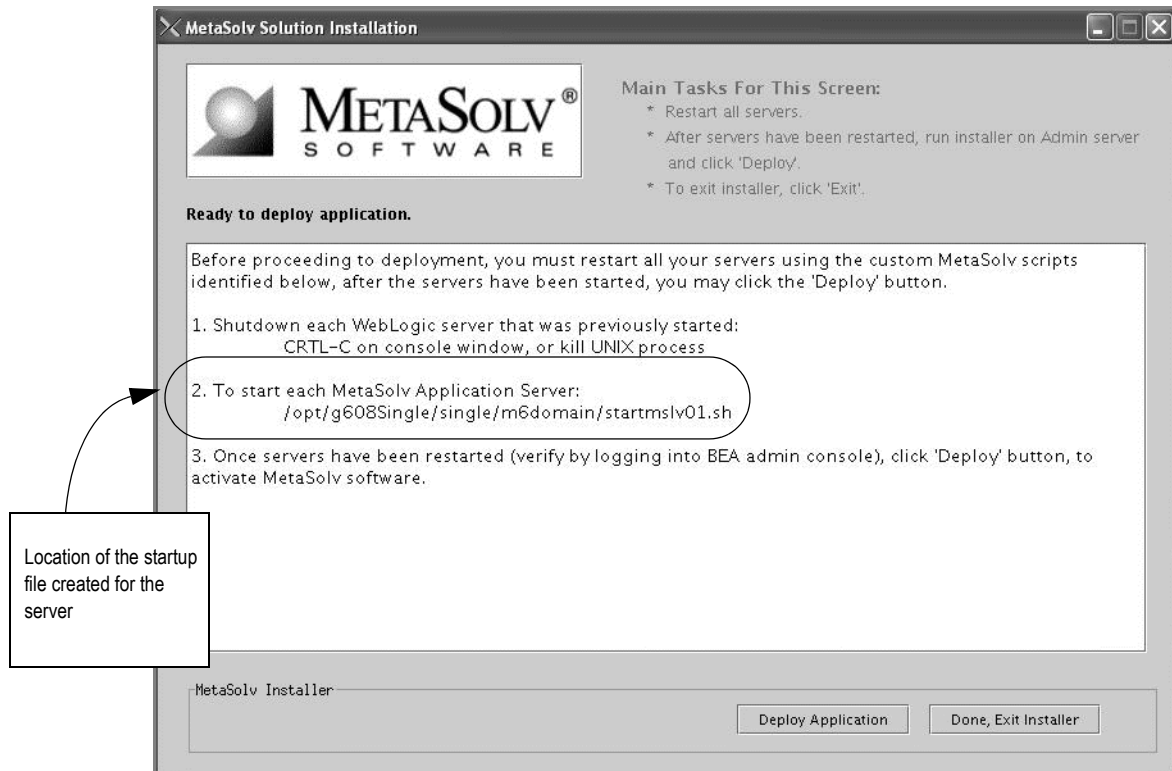 MetaSolv Solution Installation
METASOLV®
SOFTWARE
Main Tasks For This Screen:
* Restart all servers.
* After servers have been restarted, run installer on Admin server
and click 'Deploy'.
* To exit installer, click 'Exit'.
Ready to deploy application.
Before proceeding to deployment, you must restart all your servers using the custom MetaSolv scripts
identified below, after the servers have been started, you may click the 'Deploy' button.
1. Shutdown each WebLogic server that was previously started:
CRTL-C on console window, or kill UNIX process
2. To start each MetaSolv Application Server:
/opt/g608Single/single/m6domain/startmslv01.sh
3. Once servers have been restarted (verify by logging into BEA admin console), click 'Deploy' button, to
activate MetaSolv software.
Location of the startup
file created for the
server
MetaSolv Installer
Deploy Application
Done, Exit Installer